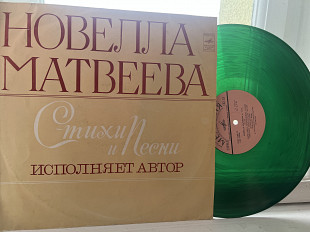 НОВЕЛЛА
МАТВЕЕВА
Стихи
и Песни
ИСПОЛНЯЕТ АВТОР